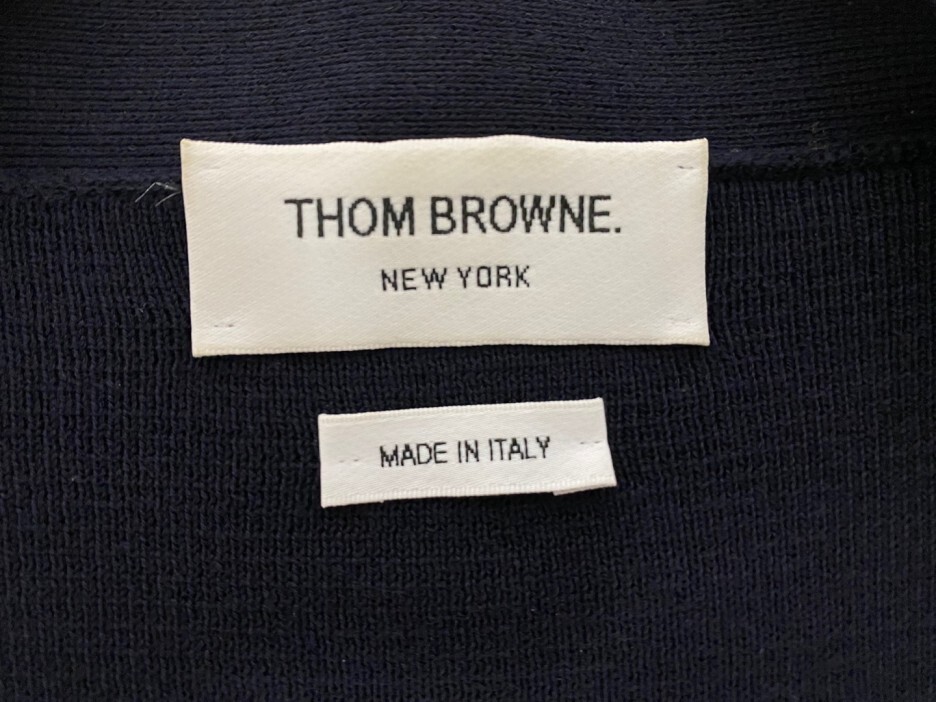 THOM BROWNE.
NEW YORK
MADE IN ITALY